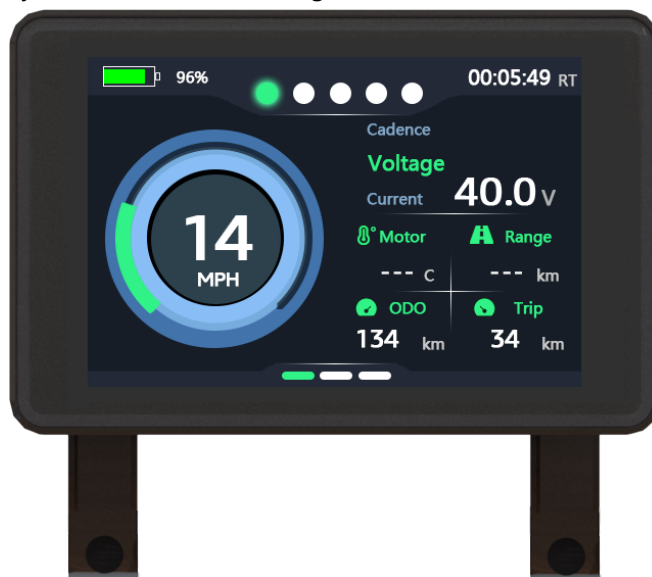 96%
00:05:49 RT
Cadence
Voltage
Current 40.0 V
14
MPH
Motor Range
--- C --- km
ODO Trip
134 km 34 km